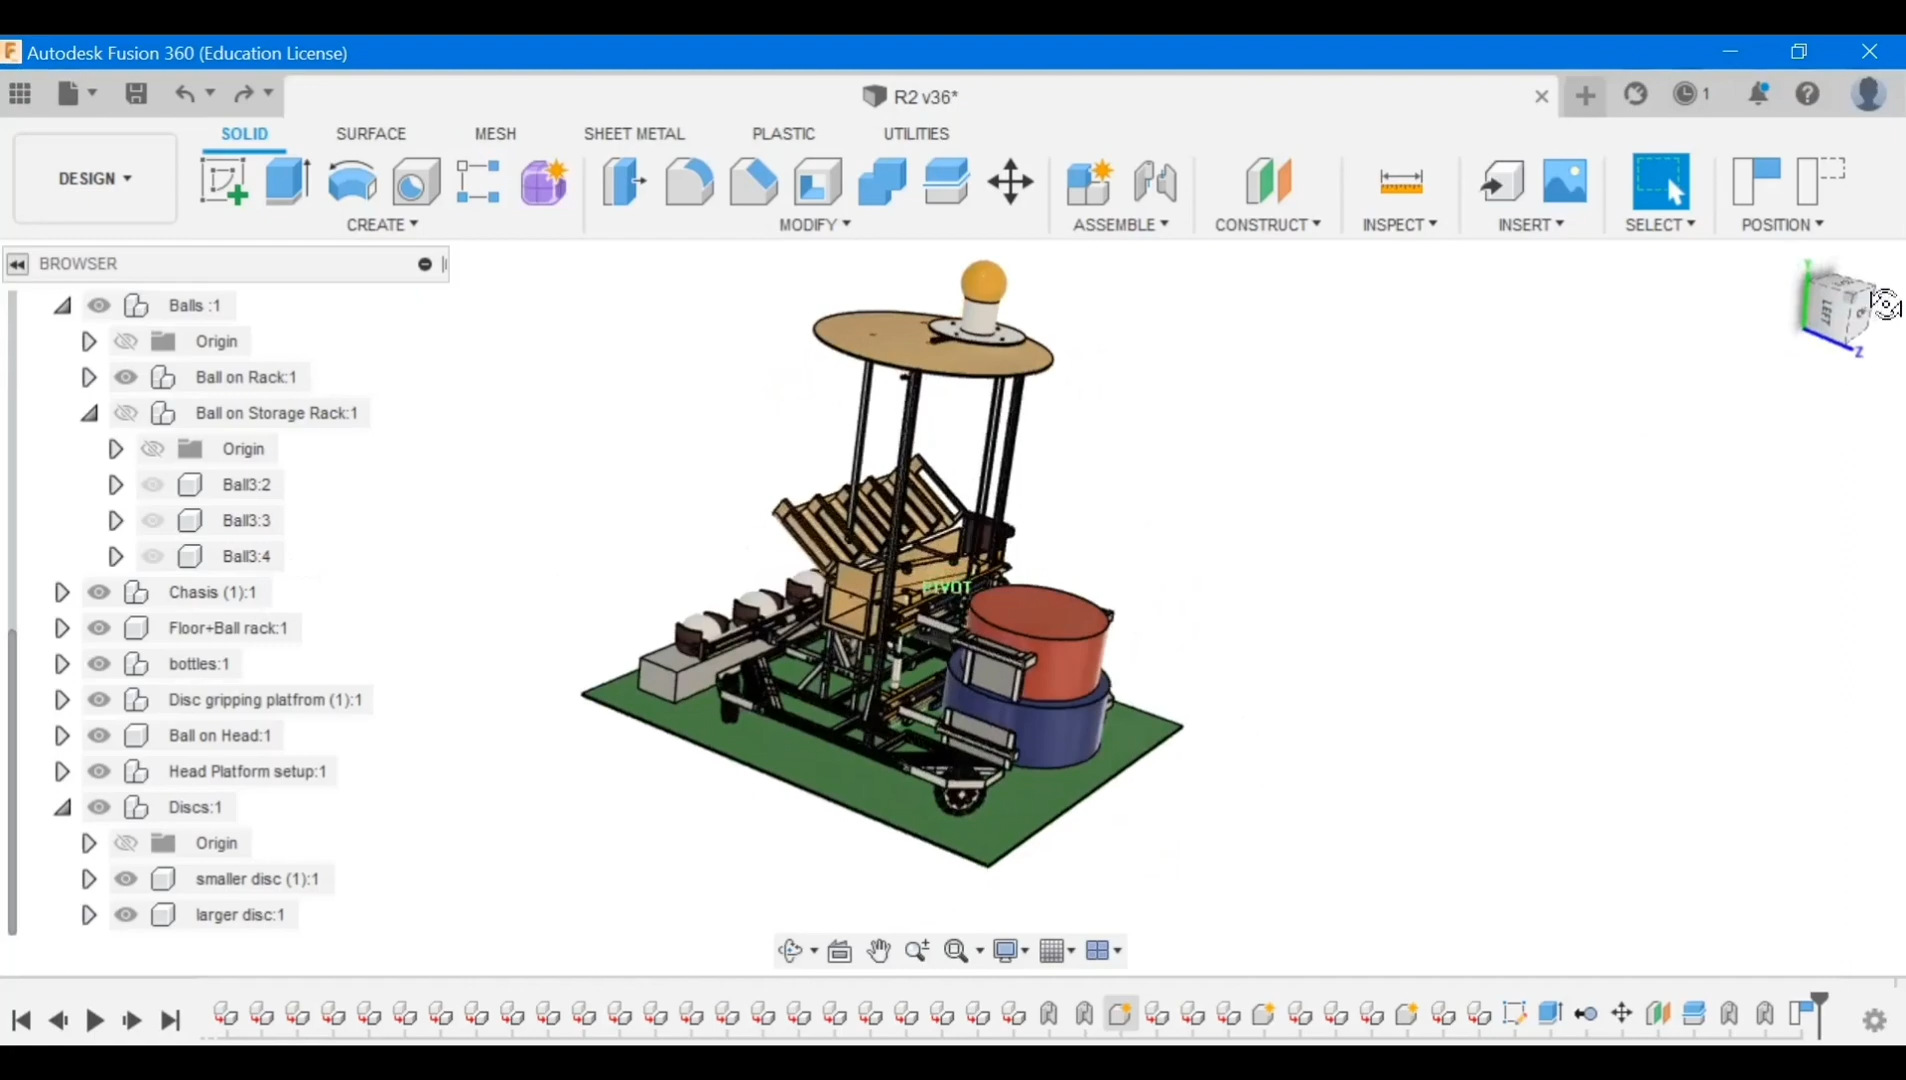 Autodesk Fusion 360 (Education License)
R2 v36*
1
SOLID SURFACE MESH SHEET METAL PLASTIC UTILITIES
DESIGN
CREATE MODIFY ASSEMBLE CONSTRUCT INSPECT INSERT SELECT POSITION
BROWSER
Balls :1
Origin
Ball on Rack:1
Ball on Storage Rack:1
Origin
Ball3:2
Ball3:3
Ball3:4
Chasis (1):1
Floor+Ball rack:1
bottles:1
Disc gripping platfrom (1):1
Ball on Head:1
Head Platform setup:1
Discs:1
Origin
smaller disc (1):1
larger disc:1
PIVOT
Y
LEFT
Z